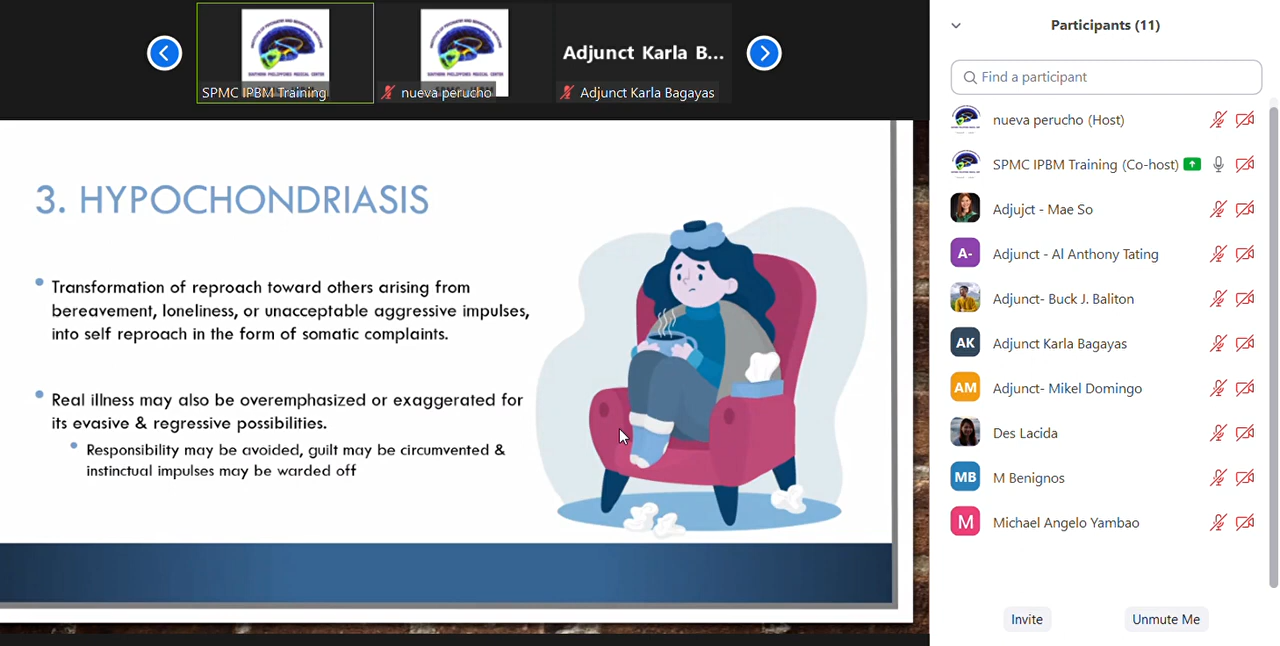 SPMC IPBM Training
nueva perucho
Adjunct Karla B...
Adjunct Karla Bagayas
3. HYPOCHONDRIASIS
Transformation of reproach toward others arising from
bereavement, loneliness, or unacceptable aggressive impulses,
into self reproach in the form of somatic complaints.
Real illness may also be overemphasized or exaggerated for
its evasive & regressive possibilities.
Responsibility may be avoided, guilt may be circumvented &
instinctual impulses may be warded off
Participants (11)
Find a participant
nueva perucho (Host)
SPMC IPBM Training (Co-host)
Adjujct - Mae So
A-
Adjunct - Al Anthony Tating
Adjunct- Buck J. Baliton
AK
Adjunct Karla Bagayas
AM
Adjunct- Mikel Domingo
Des Lacida
MB
M Benignos
M
Michael Angelo Yambao
Invite
Unmute Me